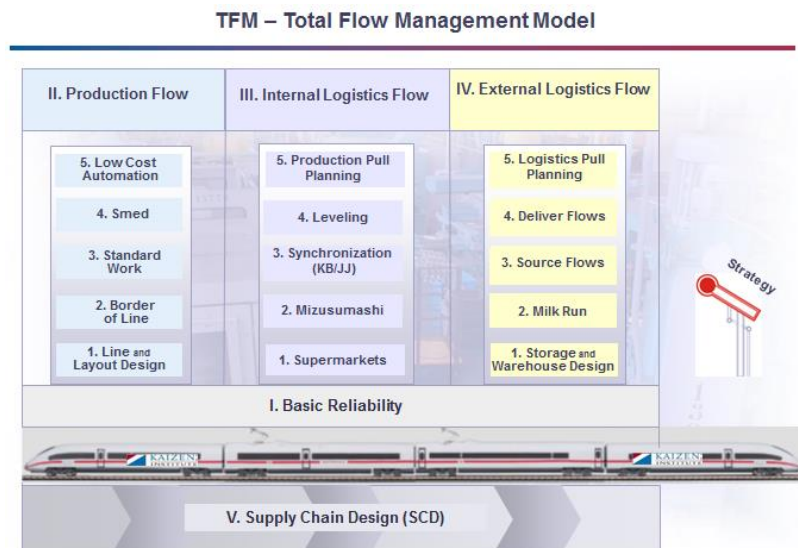 TFM – Total Flow Management Model
II. Production Flow
III. Internal Logistics Flow
IV. External Logistics Flow
5. Low Cost
Automation
4. Smed
3. Standard
Work
2. Border
of Line
1. Line and
Layout Design
5. Production Pull
Planning
4. Leveling
3. Synchronization
(KB/JJ)
2. Mizusumashi
1. Supermarkets
5. Logistics Pull
Planning
4. Deliver Flows
3. Source Flows
2. Milk Run
1. Storage and
Warehouse Design
Strategy
I. Basic Reliability
KAIZEN
INSTITUTE
KAIZEN
INSTITUTE
V. Supply Chain Design (SCD)